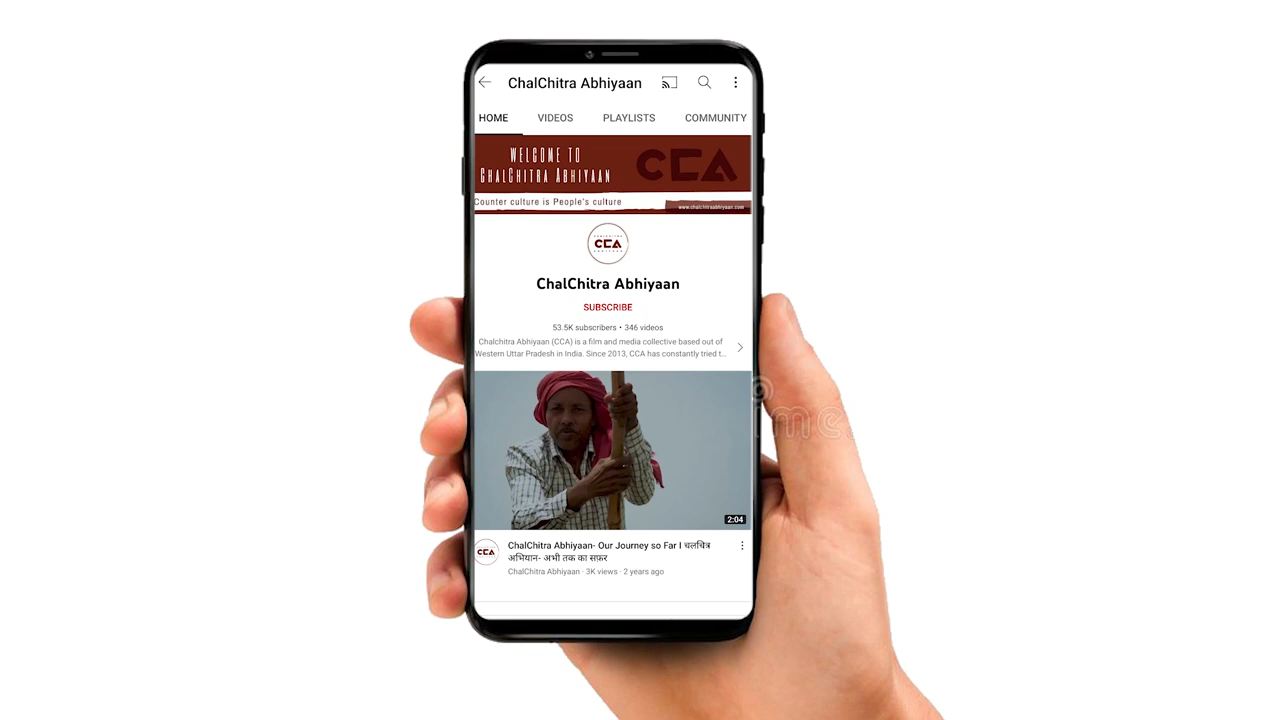 ChalChitra Abhiyaan
HOME VIDEOS PLAYLISTS COMMUNITY
WELCOME TO
CHALCHITRA ABHIYAAN
CCA
Counter culture is People's culture
www.chalchitraabhiyaan.com
CCA
ChalChitra Abhiyaan
SUBSCRIBE
53.5K subscribers • 346 videos
Chalchitra Abhiyaan (CCA) is a film and media collective based out of
Western Uttar Pradesh in India. Since 2013, CCA has constantly tried t...
2:04
CCA
ChalChitra Abhiyaan- Our Journey so Far I चलचित्र
अभियान- अभी तक का सफ़र
ChalChitra Abhiyaan · 3K views · 2 years ago